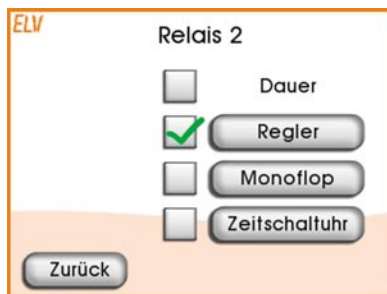 ELV
Relais 2
Dauer
Regler
Monoflop
Zeitschaltuhr
Zurück